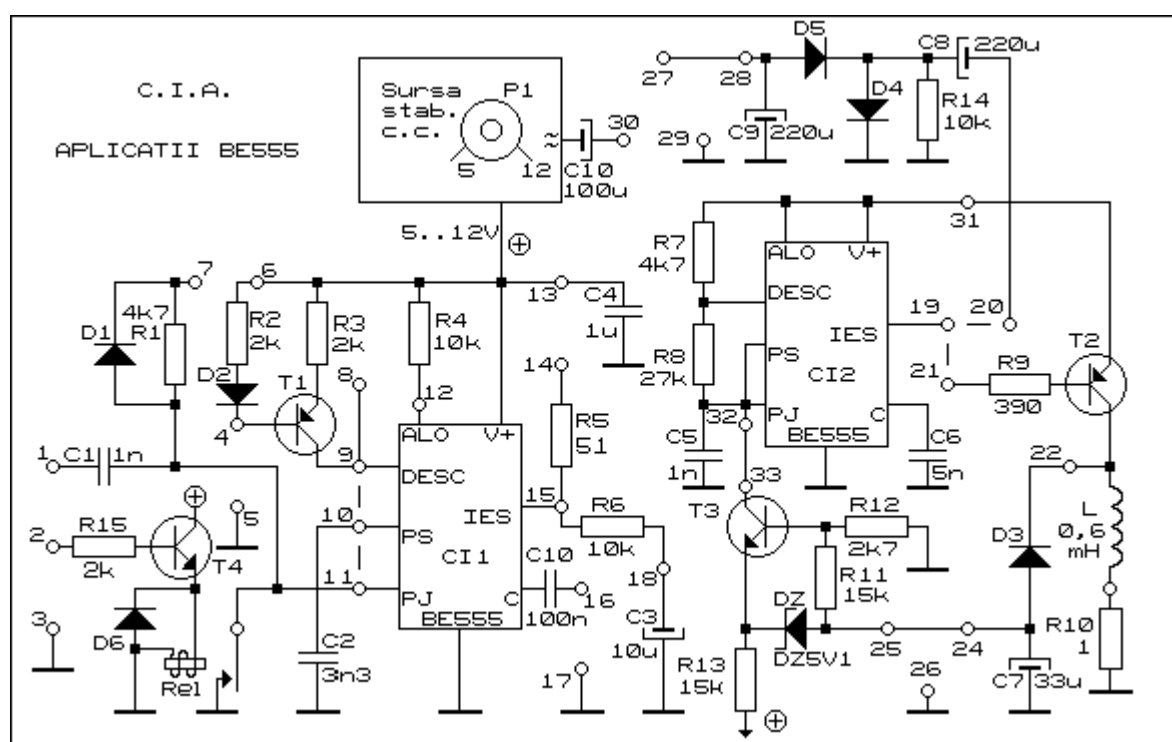 C.I.A.
APLICATII BE555
Sursa
stab.
c.c.
P1
5
12
≈
30
C10
100u
5..12V
⊕
27
28
D5
C8
220u
D4
R14
10k
C9
220u
29
31
7
6
13
C4
1u
4k7
R1
D1
R2
2k
R3
2k
R4
10k
D2
T1
8
12
14
4
R5
51
1
C1
1n
9
ALO
V+
DESC
IES
PS
PJ
C
CI1
BE555
15
10
11
R6
10k
C10
100n
16
18
C3
10u
17
2
R15
2k
⊕
T4
5
3
D6
Rel
C2
3n3
R7
4k7
R8
27k
ALO
V+
DESC
IES
PS
PJ
C
CI2
BE555
19
20
21
R9
390
T2
32
C5
1n
C6
5n
33
T3
R12
2k7
R11
15k
22
L
0,6
mH
D3
DZ
DZ5V1
25
24
R13
15k
⊕
26
C7
33u
R10
1